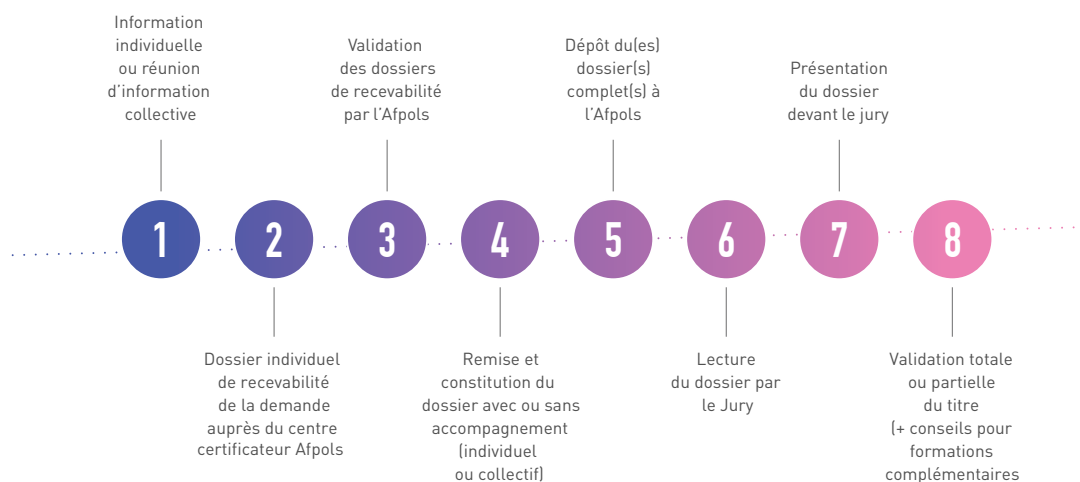 Information
individuelle
ou réunion
d'information
collective
1
Dossier individuel
de recevabilité
de la demande
auprès du centre
certificateur Afpols
2
Validation
des dossiers
de recevabilité
par l'Afpols
3
Remise et
constitution du
dossier avec ou sans
accompagnement
(individuel
ou collectif)
4
Dépôt du(es)
dossier(s)
complet(s) à
l'Afpols
5
Lecture
du dossier par
le Jury
6
Présentation
du dossier
devant le jury
7
Validation totale
ou partielle
du titre
(+ conseils pour
formations
complémentaires
8